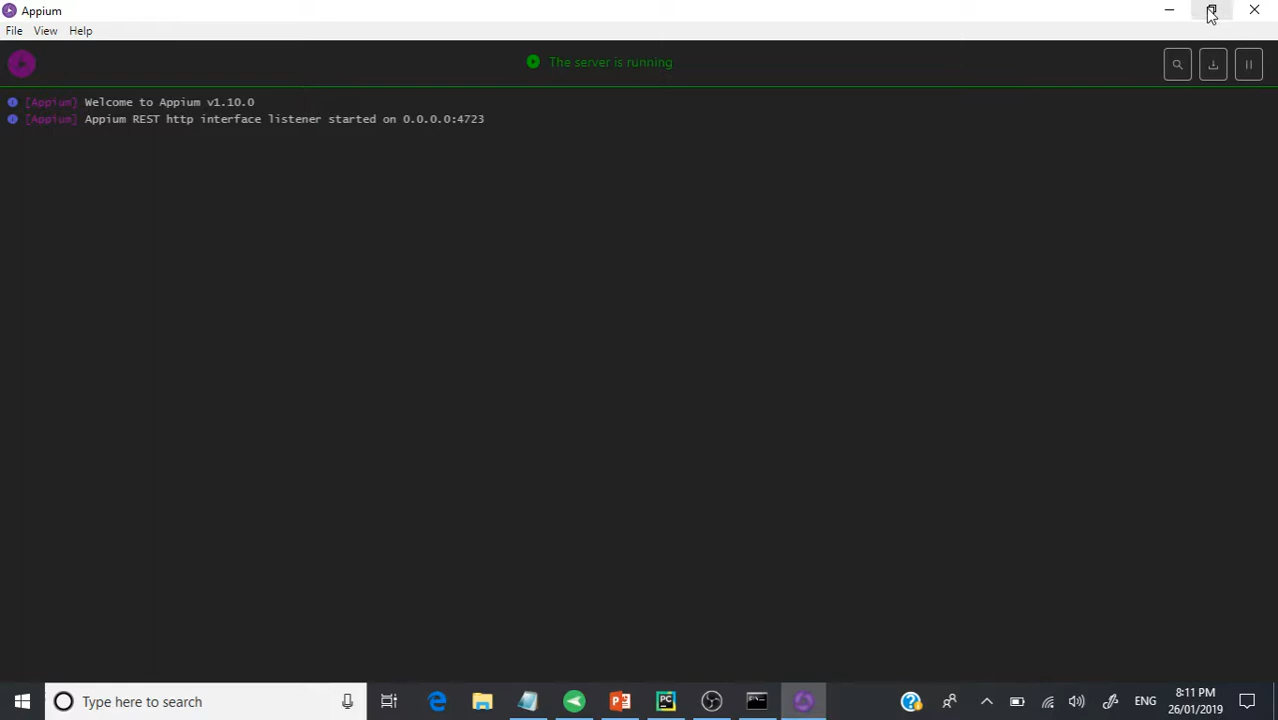 Appium
File View Help
The server is running
[Appium] Welcome to Appium v1.10.0
[Appium] Appium REST http interface listener started on 0.0.0.0:4723
Type here to search
ENG
8:11 PM
26/01/2019